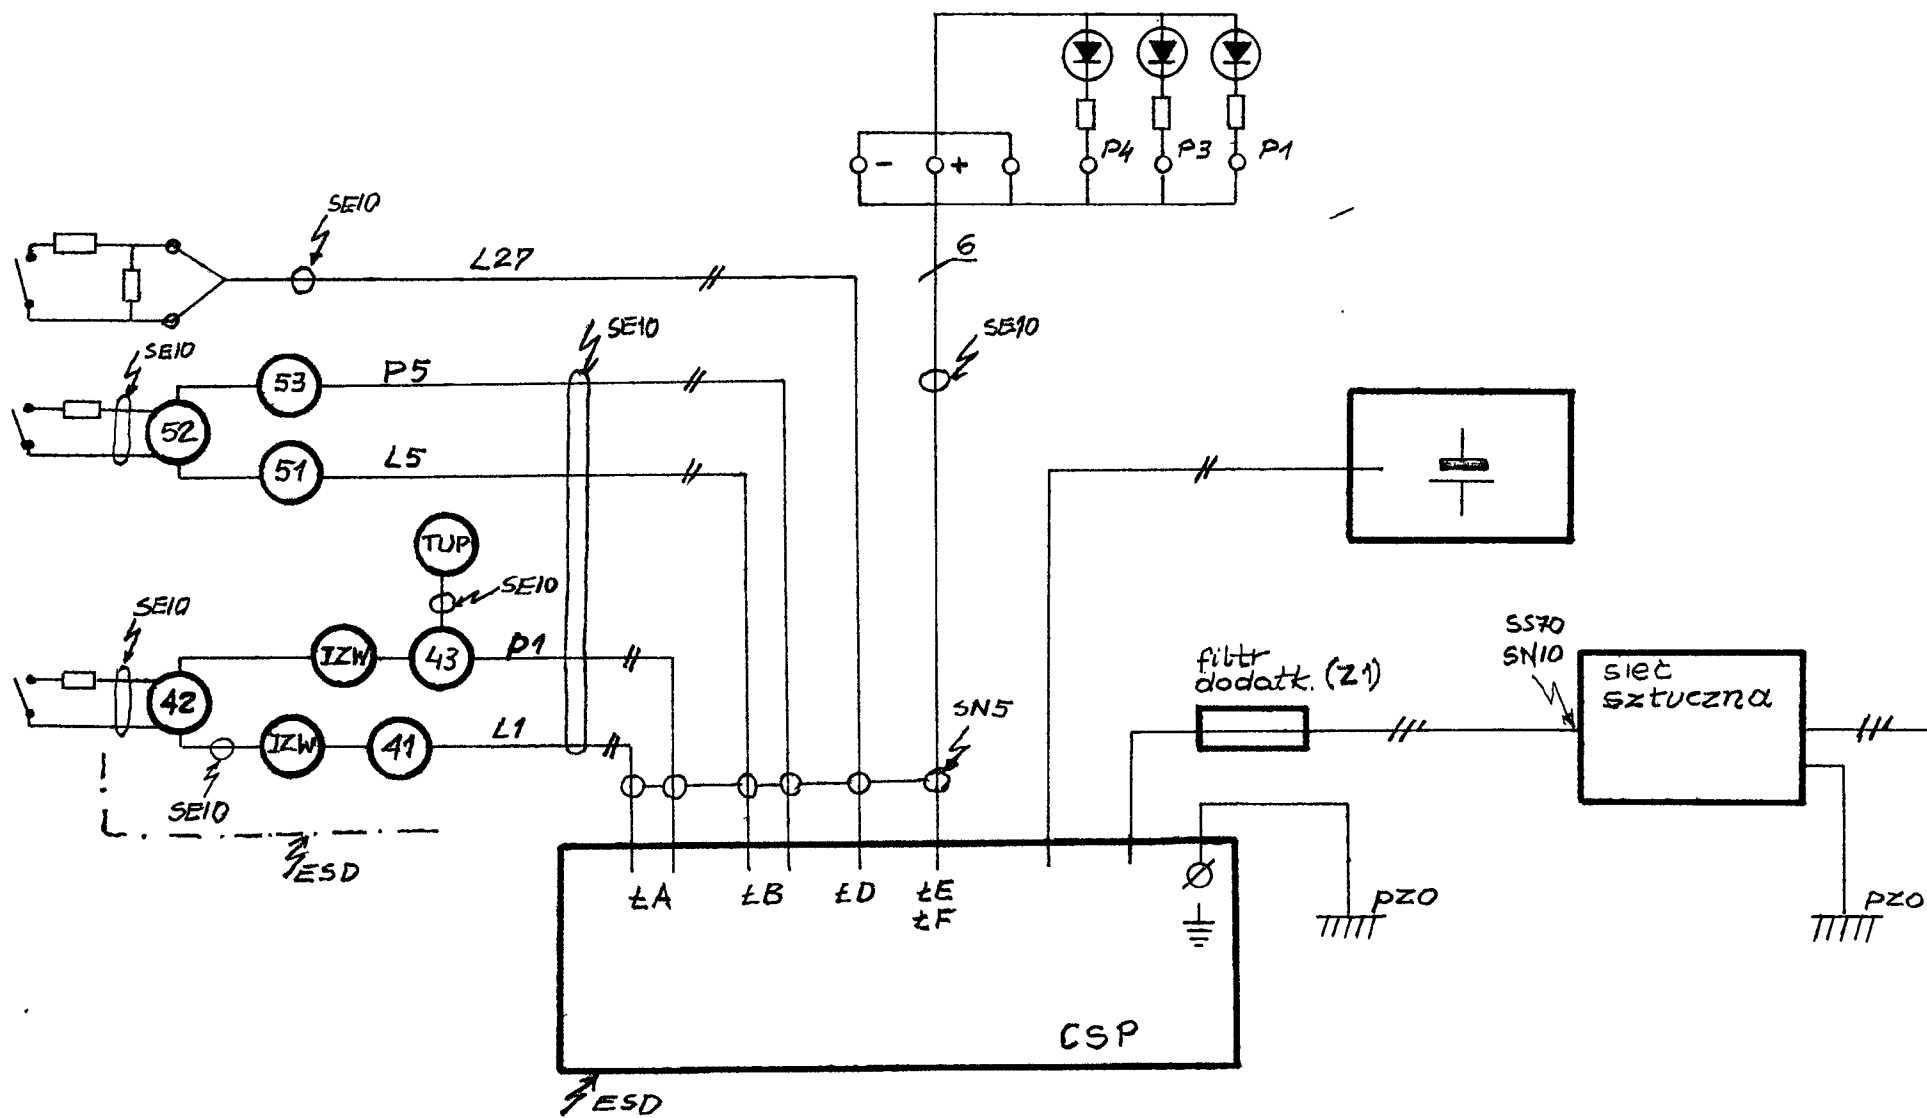 P4
P3
P1
-
+
SE10
6
L27
SE10
SE10
SE10
53
P5
52
51
L5
TUP
SE10
SE10
SS70
SN10
IZW
43
P1
filtr
dodatk. (Z1)
sieć
sztuczna
42
SN5
IZW
41
L1
SE10
ESD
łA
łB
łD
łE
łF
PZO
PZO
CSP
ESD